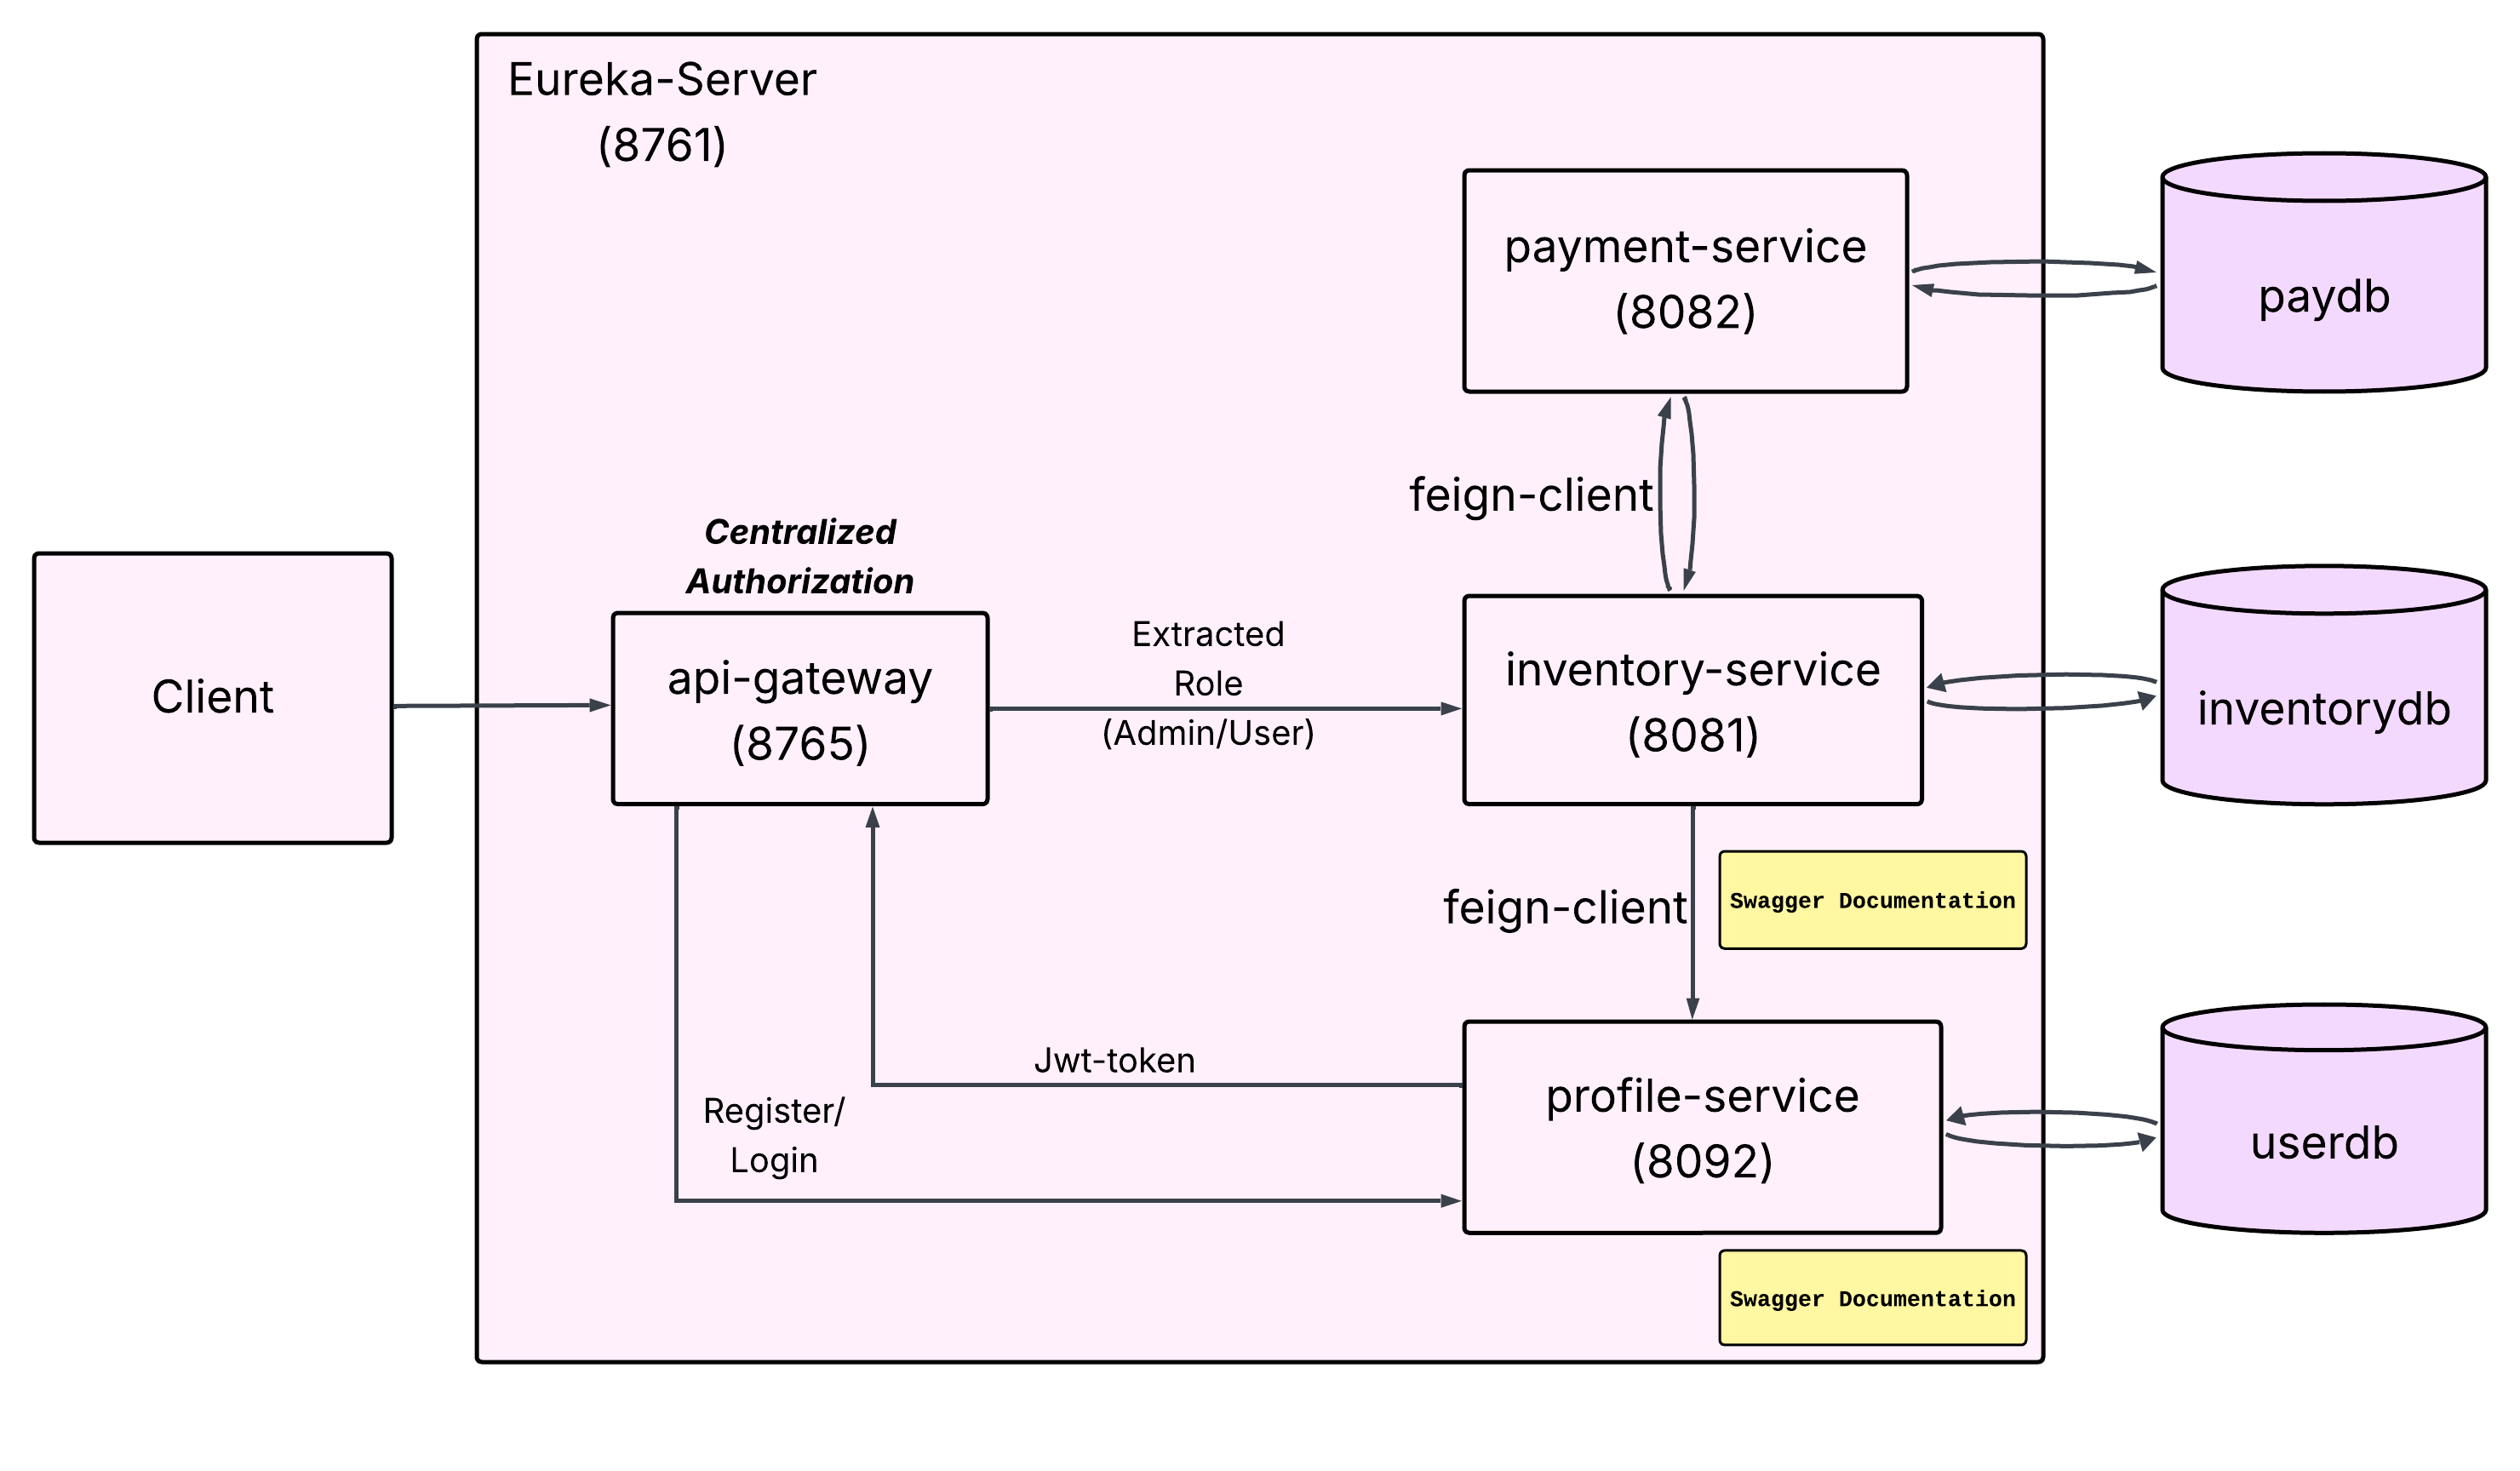 Eureka-Server
(8761)
payment-service
(8082)
paydb
feign-client
Centralized
Authorization
Client
api-gateway
(8765)
Extracted
Role
(Admin/User)
inventory-service
(8081)
inventorydb
feign-client
Swagger Documentation
Jwt-token
Register/
Login
profile-service
(8092)
userdb
Swagger Documentation